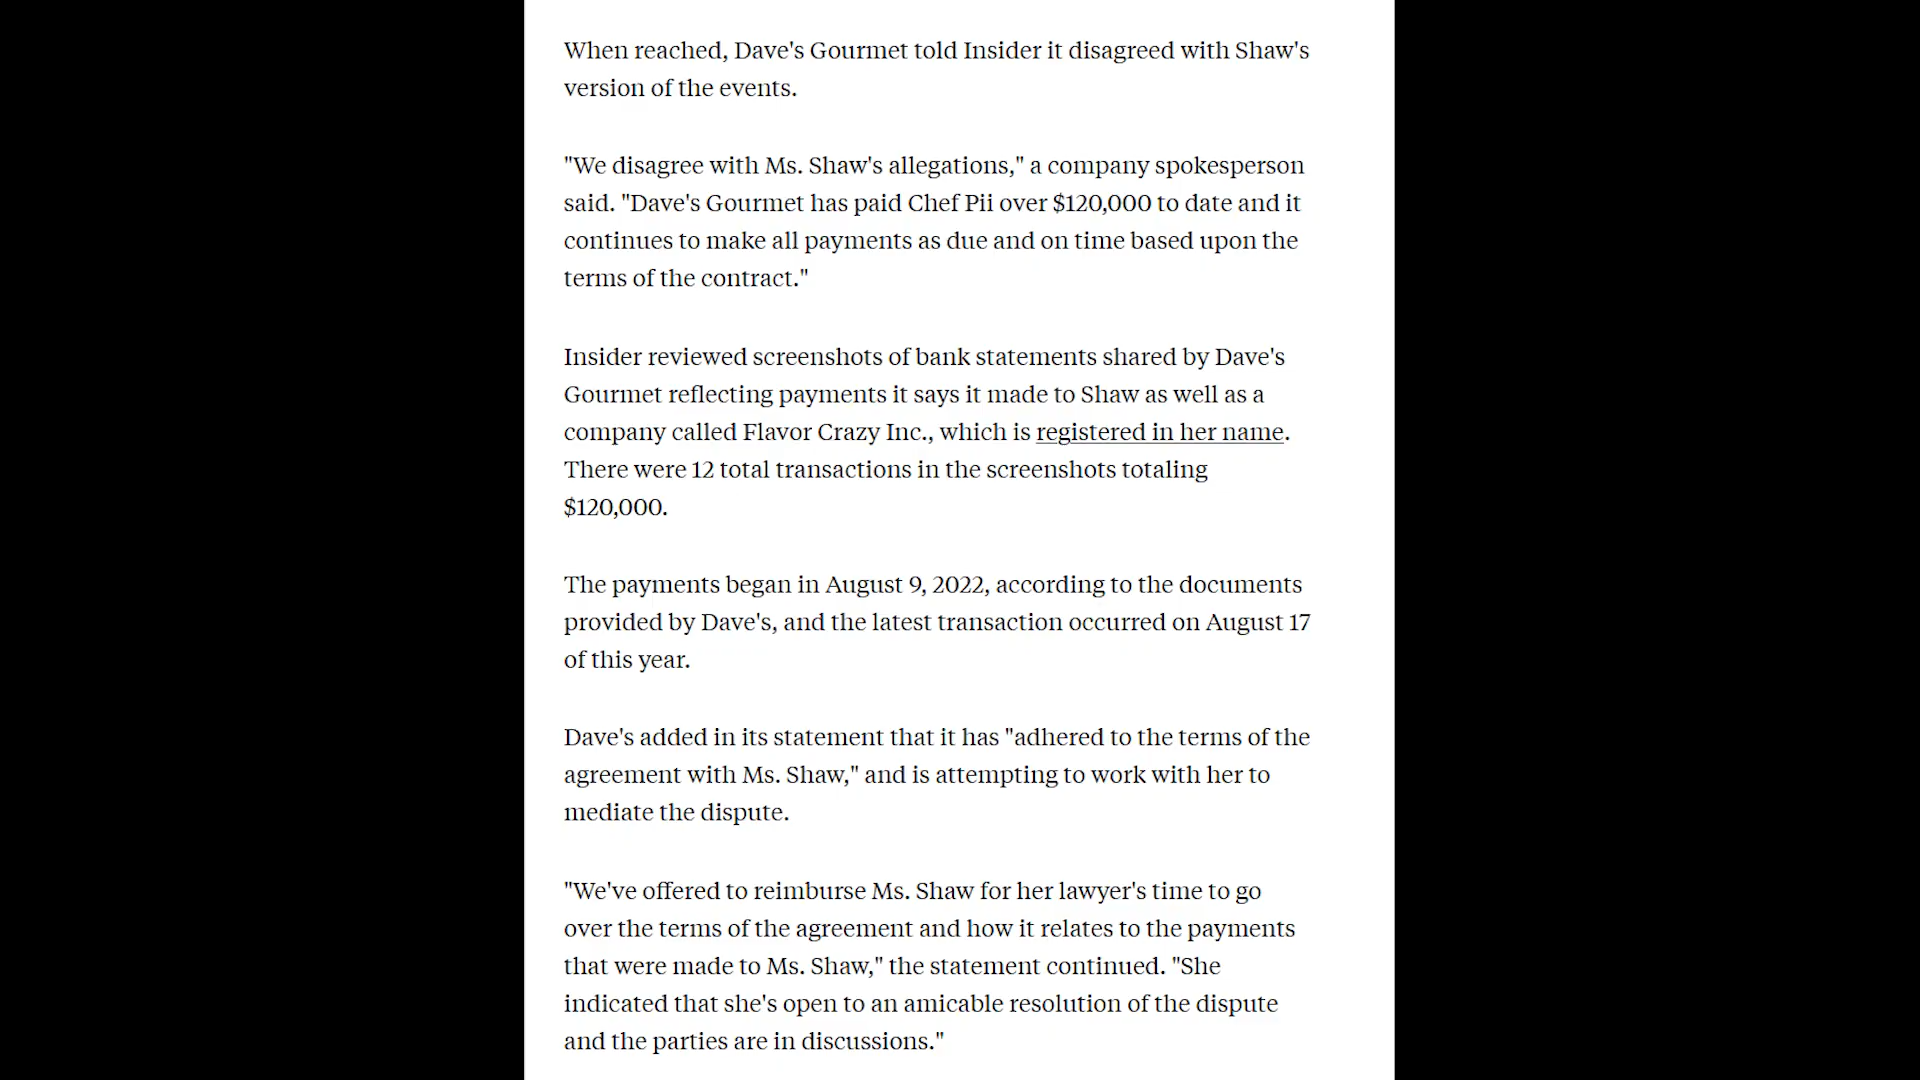 When reached, Dave's Gourmet told Insider it disagreed with Shaw's
version of the events.
"We disagree with Ms. Shaw's allegations," a company spokesperson
said. "Dave's Gourmet has paid Chef Pii over $120,000 to date and it
continues to make all payments as due and on time based upon the
terms of the contract."
Insider reviewed screenshots of bank statements shared by Dave's
Gourmet reflecting payments it says it made to Shaw as well as a
company called Flavor Crazy Inc., which is registered in her name.
There were 12 total transactions in the screenshots totaling
$120,000.
The payments began in August 9, 2022, according to the documents
provided by Dave's, and the latest transaction occurred on August 17
of this year.
Dave's added in its statement that it has "adhered to the terms of the
agreement with Ms. Shaw," and is attempting to work with her to
mediate the dispute.
"We've offered to reimburse Ms. Shaw for her lawyer's time to go
over the terms of the agreement and how it relates to the payments
that were made to Ms. Shaw," the statement continued. "She
indicated that she's open to an amicable resolution of the dispute
and the parties are in discussions."